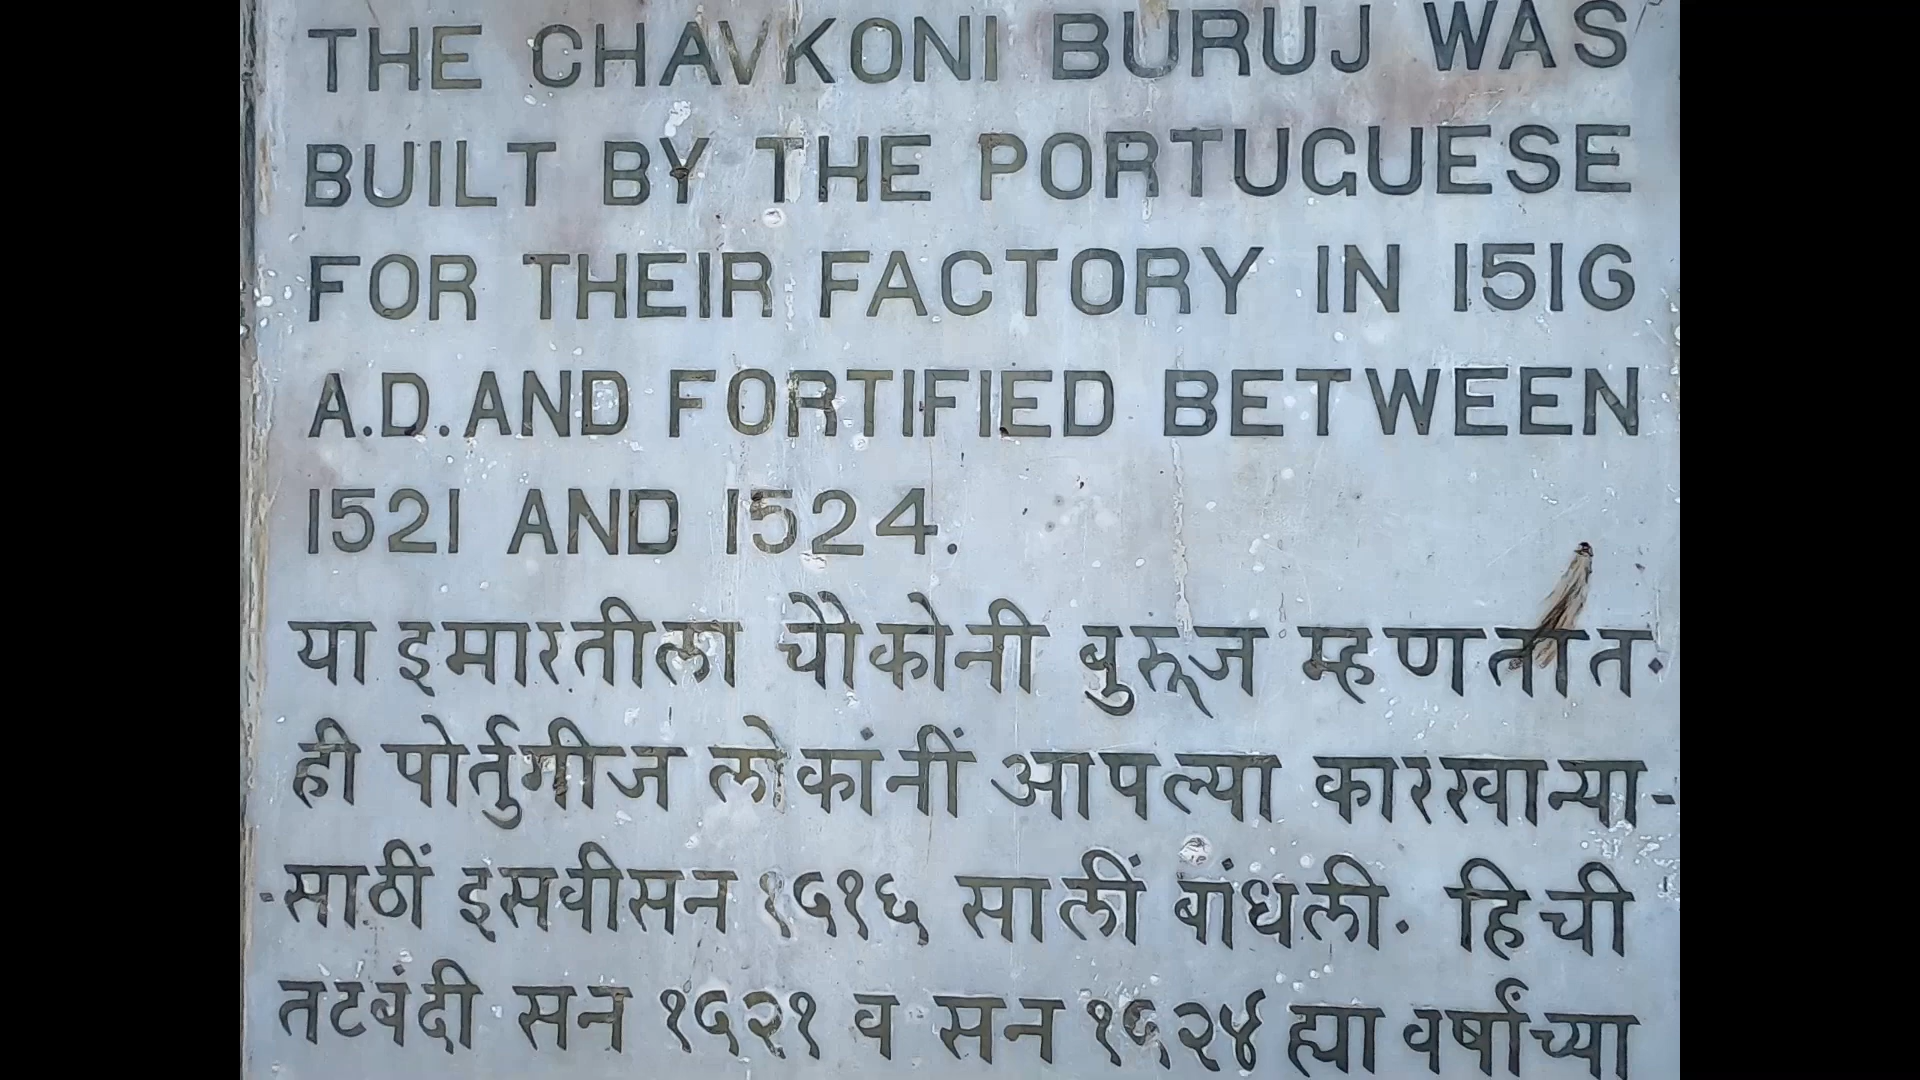 THE CHAVKONI BURUJ WAS
BUILT BY THE PORTUGUESE
FOR THEIR FACTORY IN 1516
A.D. AND FORTIFIED BETWEEN
1521 AND 1524.
या इमारतीला चौकोनी बुरूज म्हणतात.
ही पोर्तुगीज लोकांनीं आपल्या कारखान्या-
साठीं इसवीसन १५१६ सालीं बांधली. हिची
तटबंदी सन १५२१ व सन १५२४ ह्या वर्षांच्या